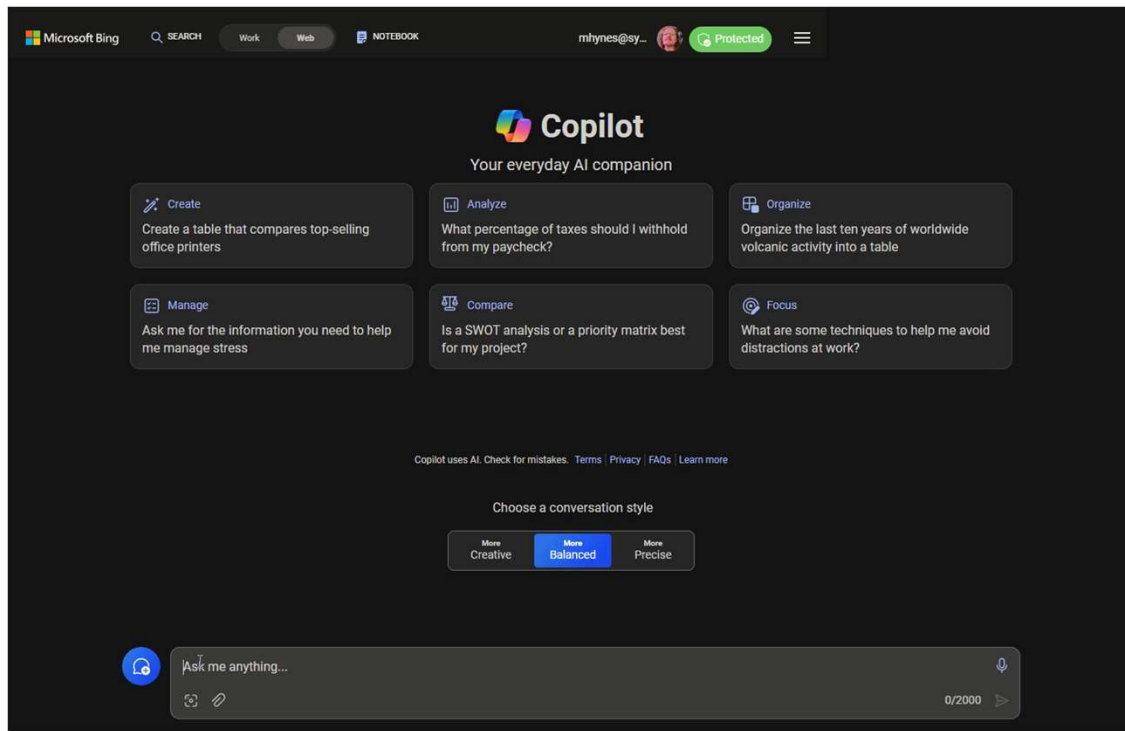 Microsoft Bing SEARCH Work Web NOTEBOOK mhynes@sy... Protected
Copilot
Your everyday AI companion
Create
Create a table that compares top-selling
office printers
Analyze
What percentage of taxes should I withhold
from my paycheck?
Organize
Organize the last ten years of worldwide
volcanic activity into a table
Manage
Ask me for the information you need to help
me manage stress
Compare
Is a SWOT analysis or a priority matrix best
for my project?
Focus
What are some techniques to help me avoid
distractions at work?
Copilot uses AI. Check for mistakes. Terms Privacy FAQs Learn more
Choose a conversation style
More
Creative
More
Balanced
More
Precise
Ask me anything...
0/2000